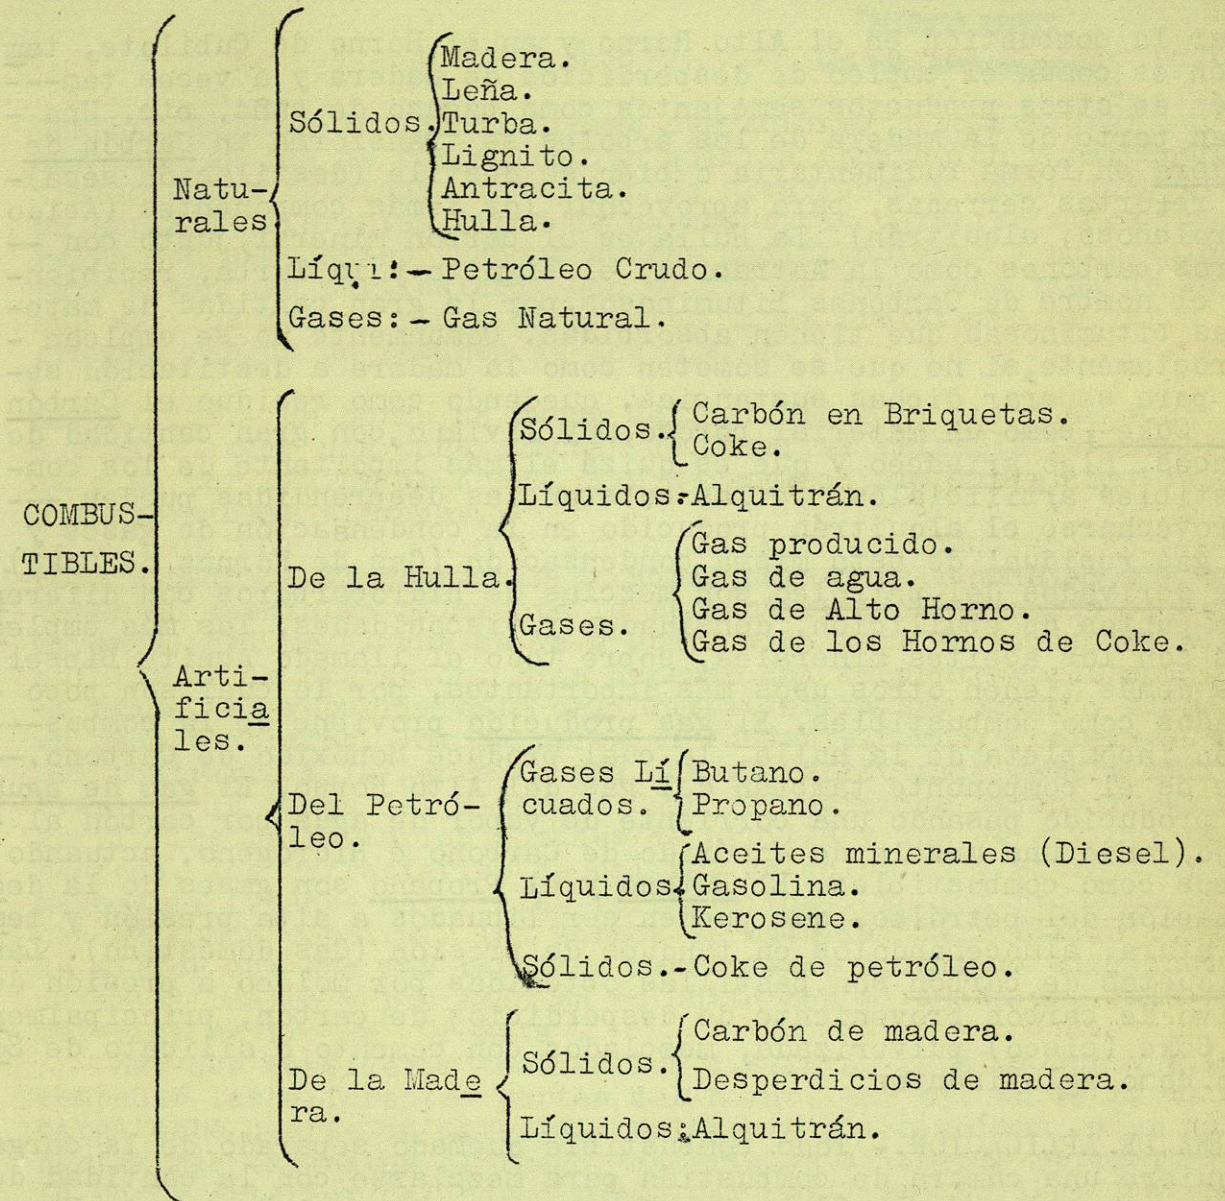 COMBUS-
TIBLES.
Natu-
rales
Sólidos.
Madera.
Leña.
Turba.
Lignito.
Antracita.
Hulla.
Líqui:- Petróleo Crudo.
Gases:- Gas Natural.
Arti-
ficia
les.
De la Hulla.
Sólidos.
Carbón en Briquetas.
Coke.
Líquidos.-Alquitrán.
Gases.
Gas producido.
Gas de agua.
Gas de Alto Horno.
Gas de los Hornos de Coke.
Del Petró-
leo.
Gases Lí
cuados.
Butano.
Propano.
Líquidos
Aceites minerales (Diesel).
Gasolina.
Kerosene.
Sólidos.-Coke de petróleo.
De la Made
ra.
Sólidos.
Carbón de madera.
Desperdicios de madera.
Líquidos:Alquitrán.